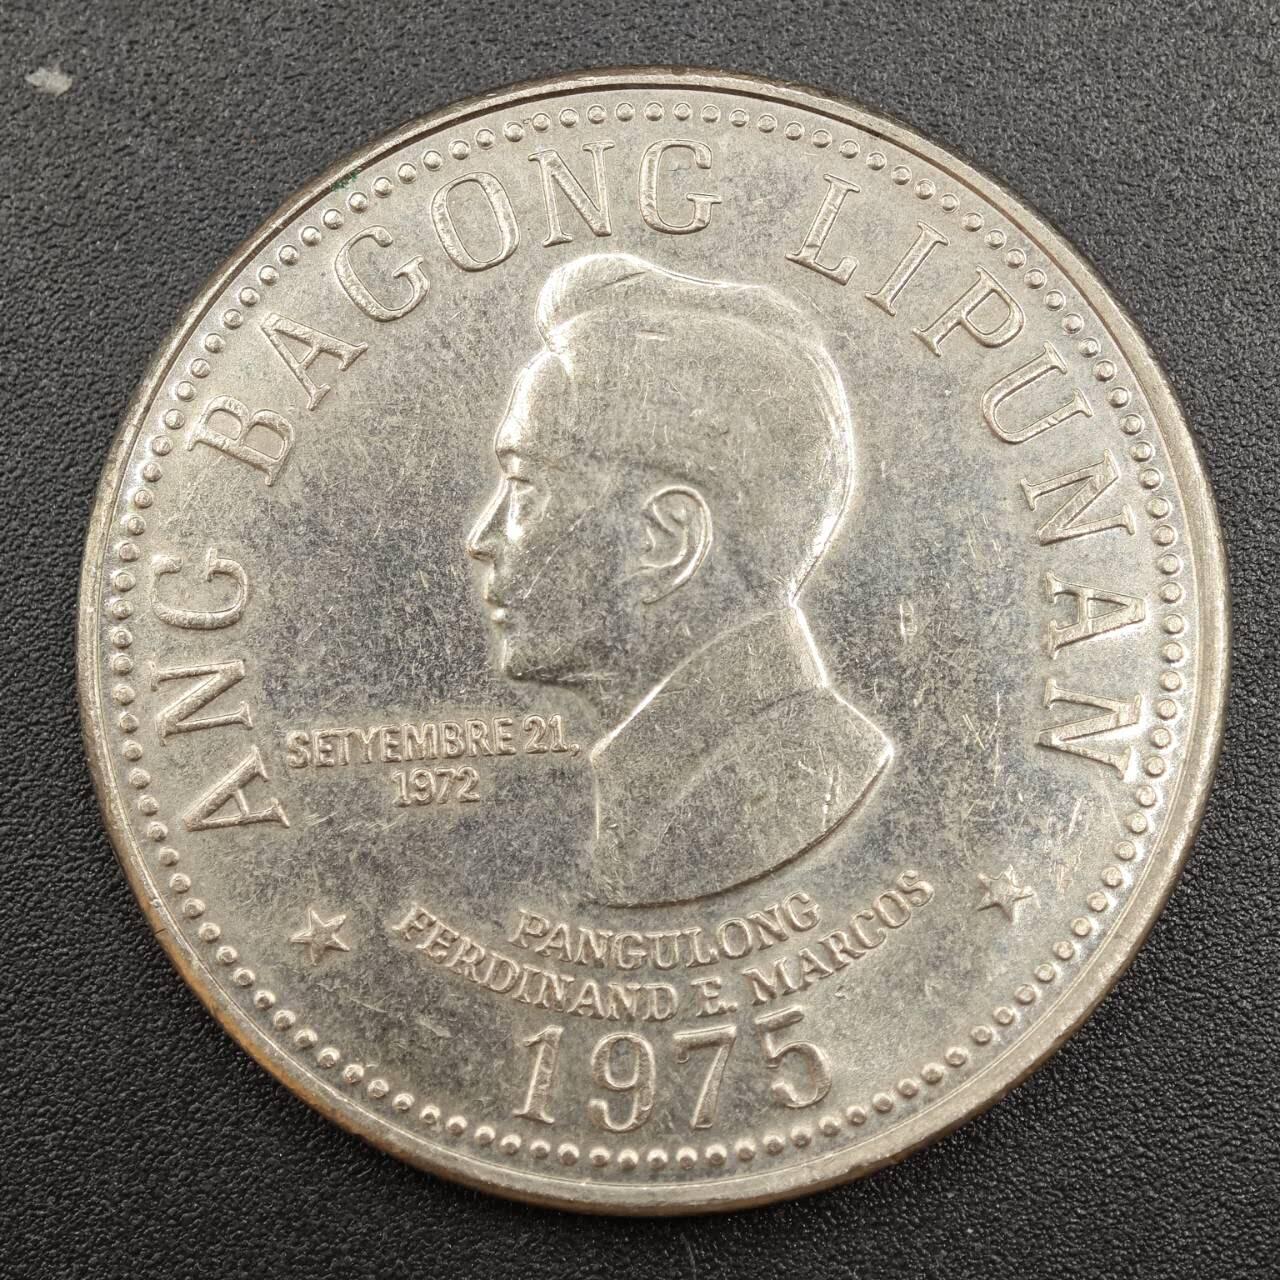 ANG BAGONG LIPUNAN
SETYEMBRE 21,
1972
PANGULONG
FERDINAND E. MARCOS
1975